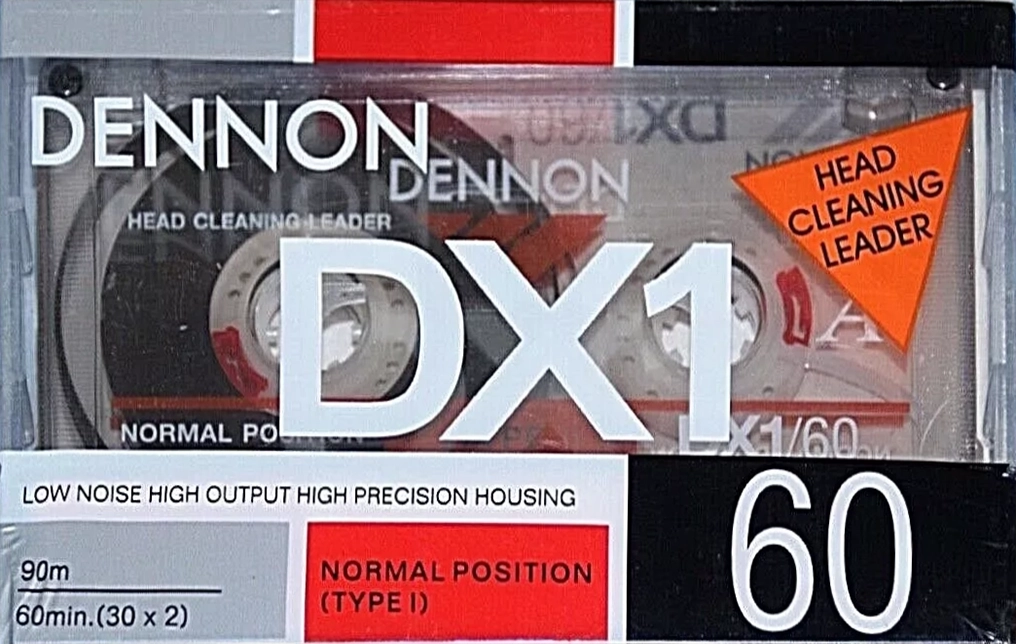 DENNON
DENNON
HEAD CLEANING LEADER
HEAD
CLEANING
LEADER
DX1
A
NORMAL
DX1/60
LOW NOISE HIGH OUTPUT HIGH PRECISION HOUSING
60
90m
60min.(30 x 2)
NORMAL POSITION
(TYPE I)